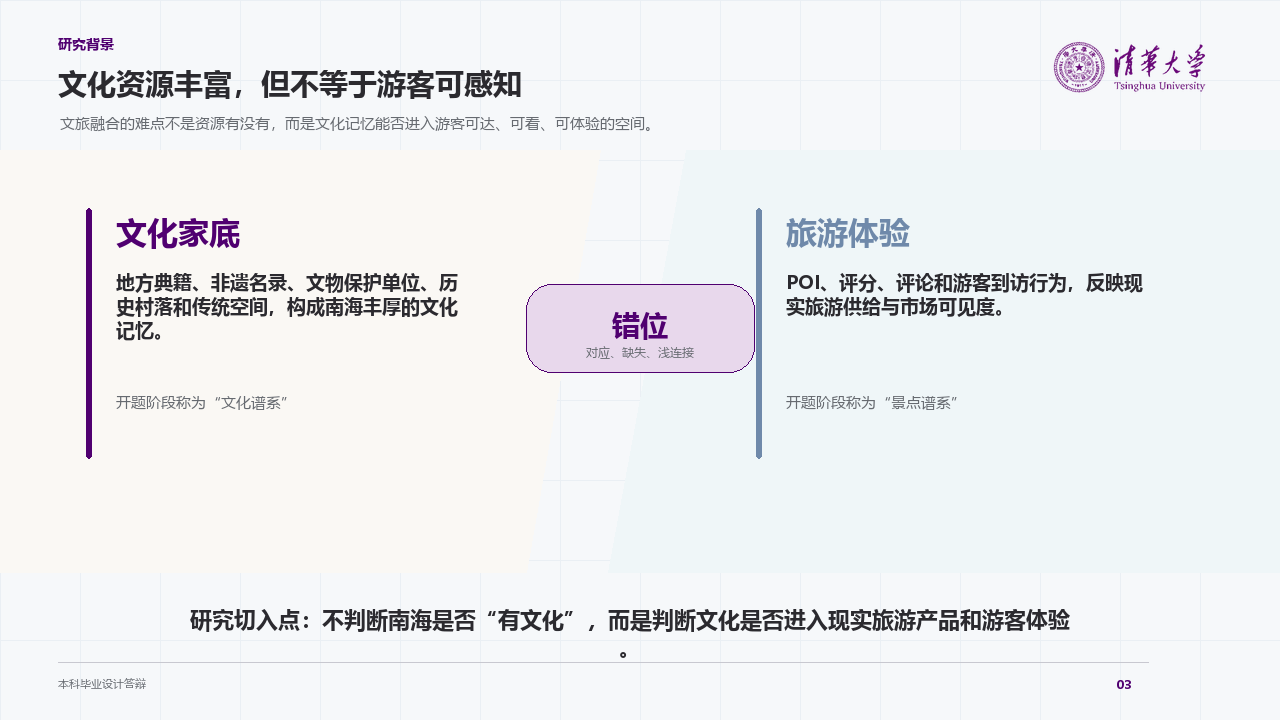 研究背景
文化资源丰富，但不等于游客可感知
文旅融合的难点不是资源有没有，而是文化记忆能否进入游客可达、可看、可体验的空间。
清華大学
Tsinghua University
文化家底
地方典籍、非遗名录、文物保护单位、历
史村落和传统空间，构成南海丰厚的文化
记忆。
开题阶段称为“文化谱系”
错位
对应、缺失、浅连接
旅游体验
POI、评分、评论和游客到访行为，反映现
实旅游供给与市场可见度。
开题阶段称为“景点谱系”
研究切入点：不判断南海是否“有文化”，而是判断文化是否进入现实旅游产品和游客体验
。
本科毕业设计答辩
03